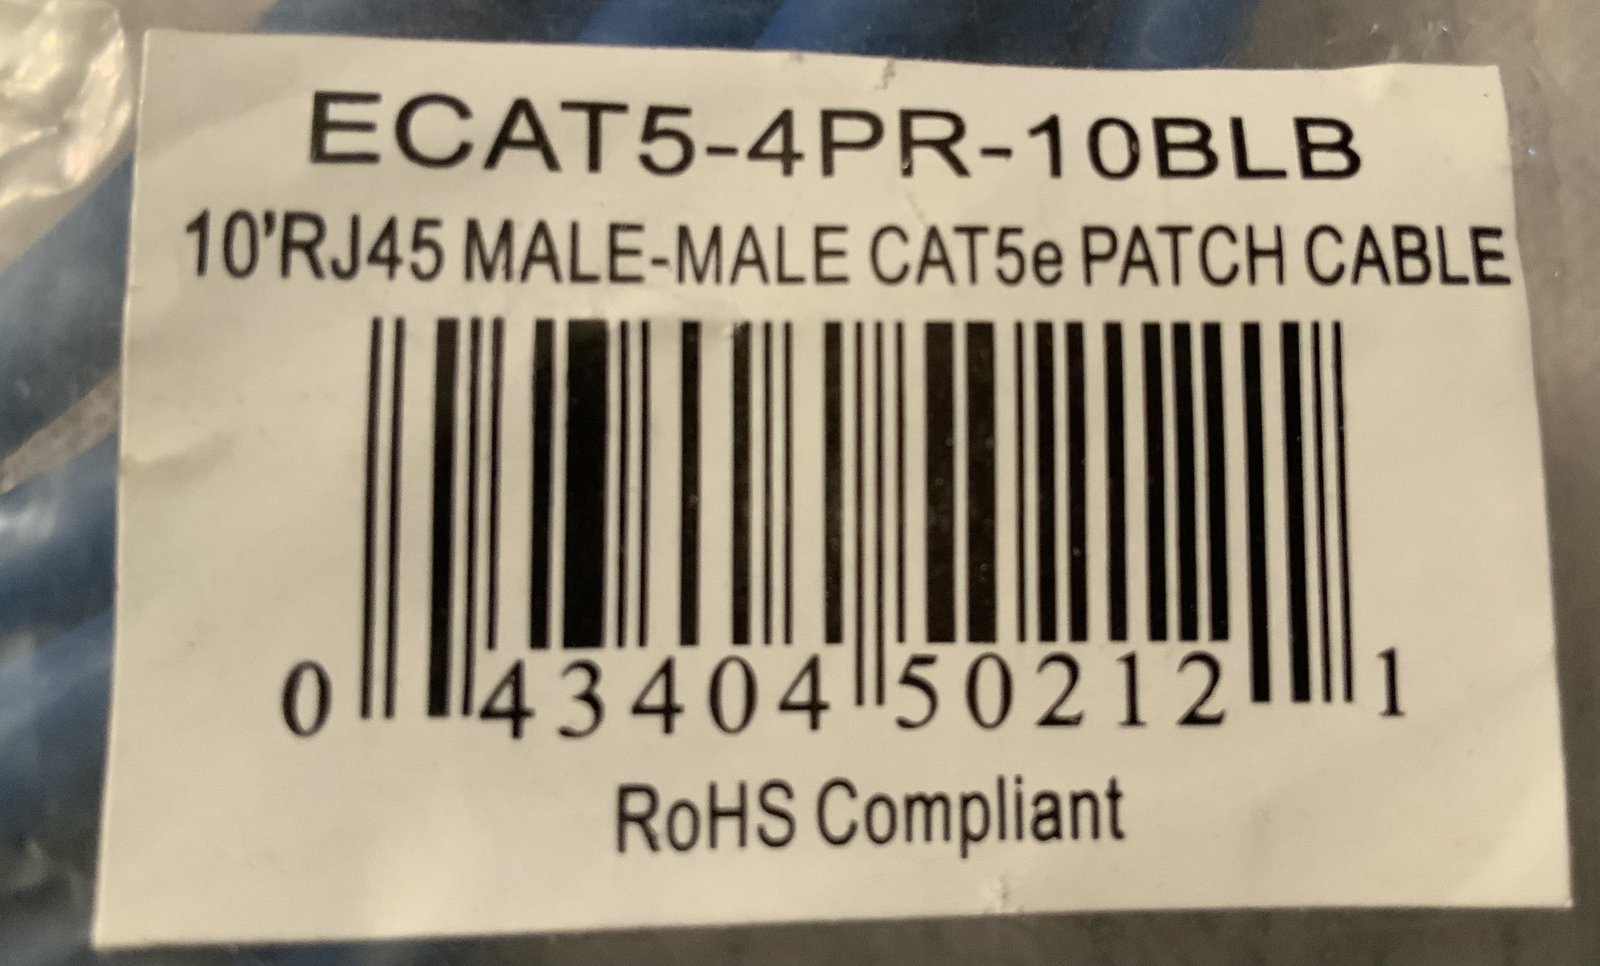 ECAT5-4PR-10BLB
10'RJ45 MALE-MALE CAT5e PATCH CABLE
0 43404 50212 1
RoHS Compliant